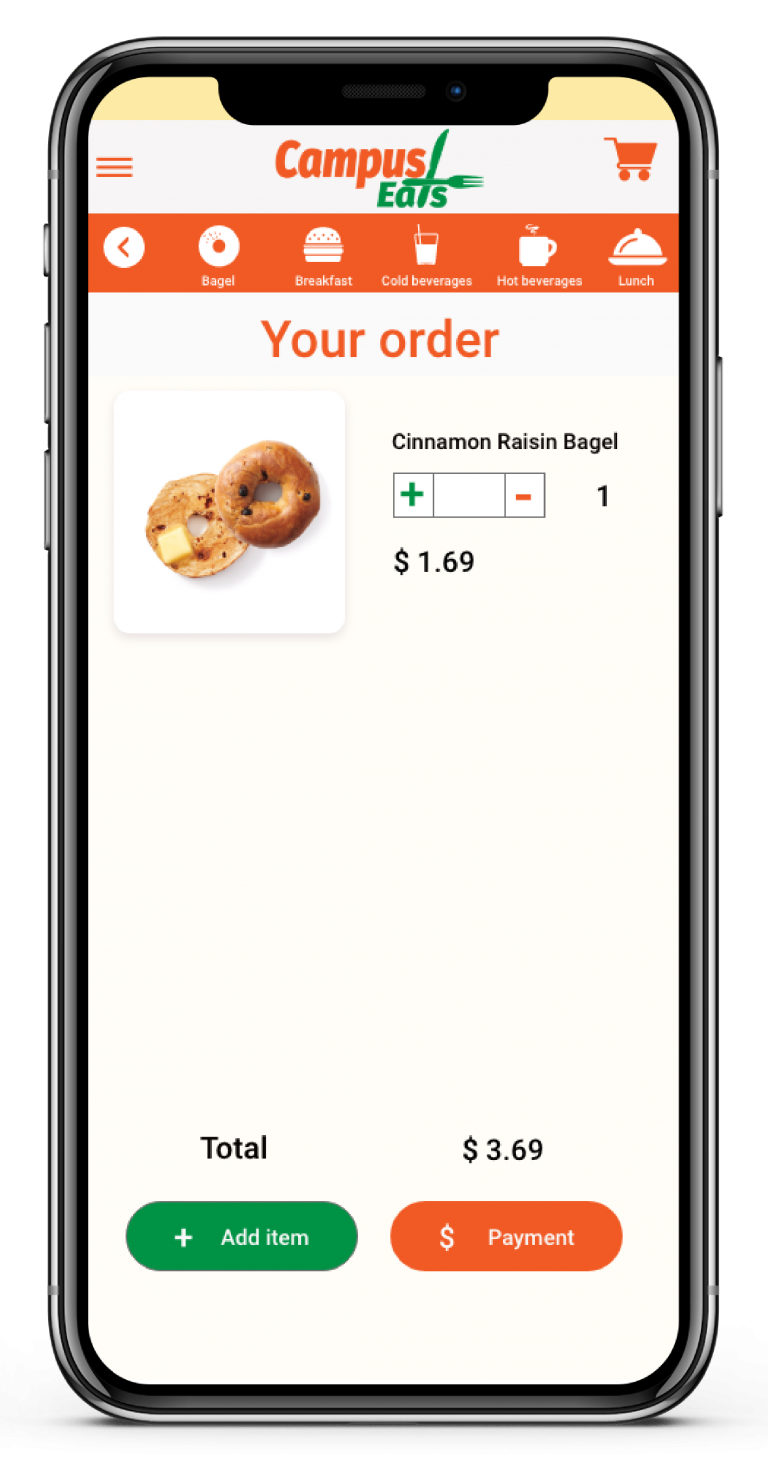 Campus
Eats
Bagel
Breakfast
Cold beverages
Hot beverages
Lunch
Your order
Cinnamon Raisin Bagel
+ - 1
$ 1.69
Total $ 3.69
+ Add item
$ Payment